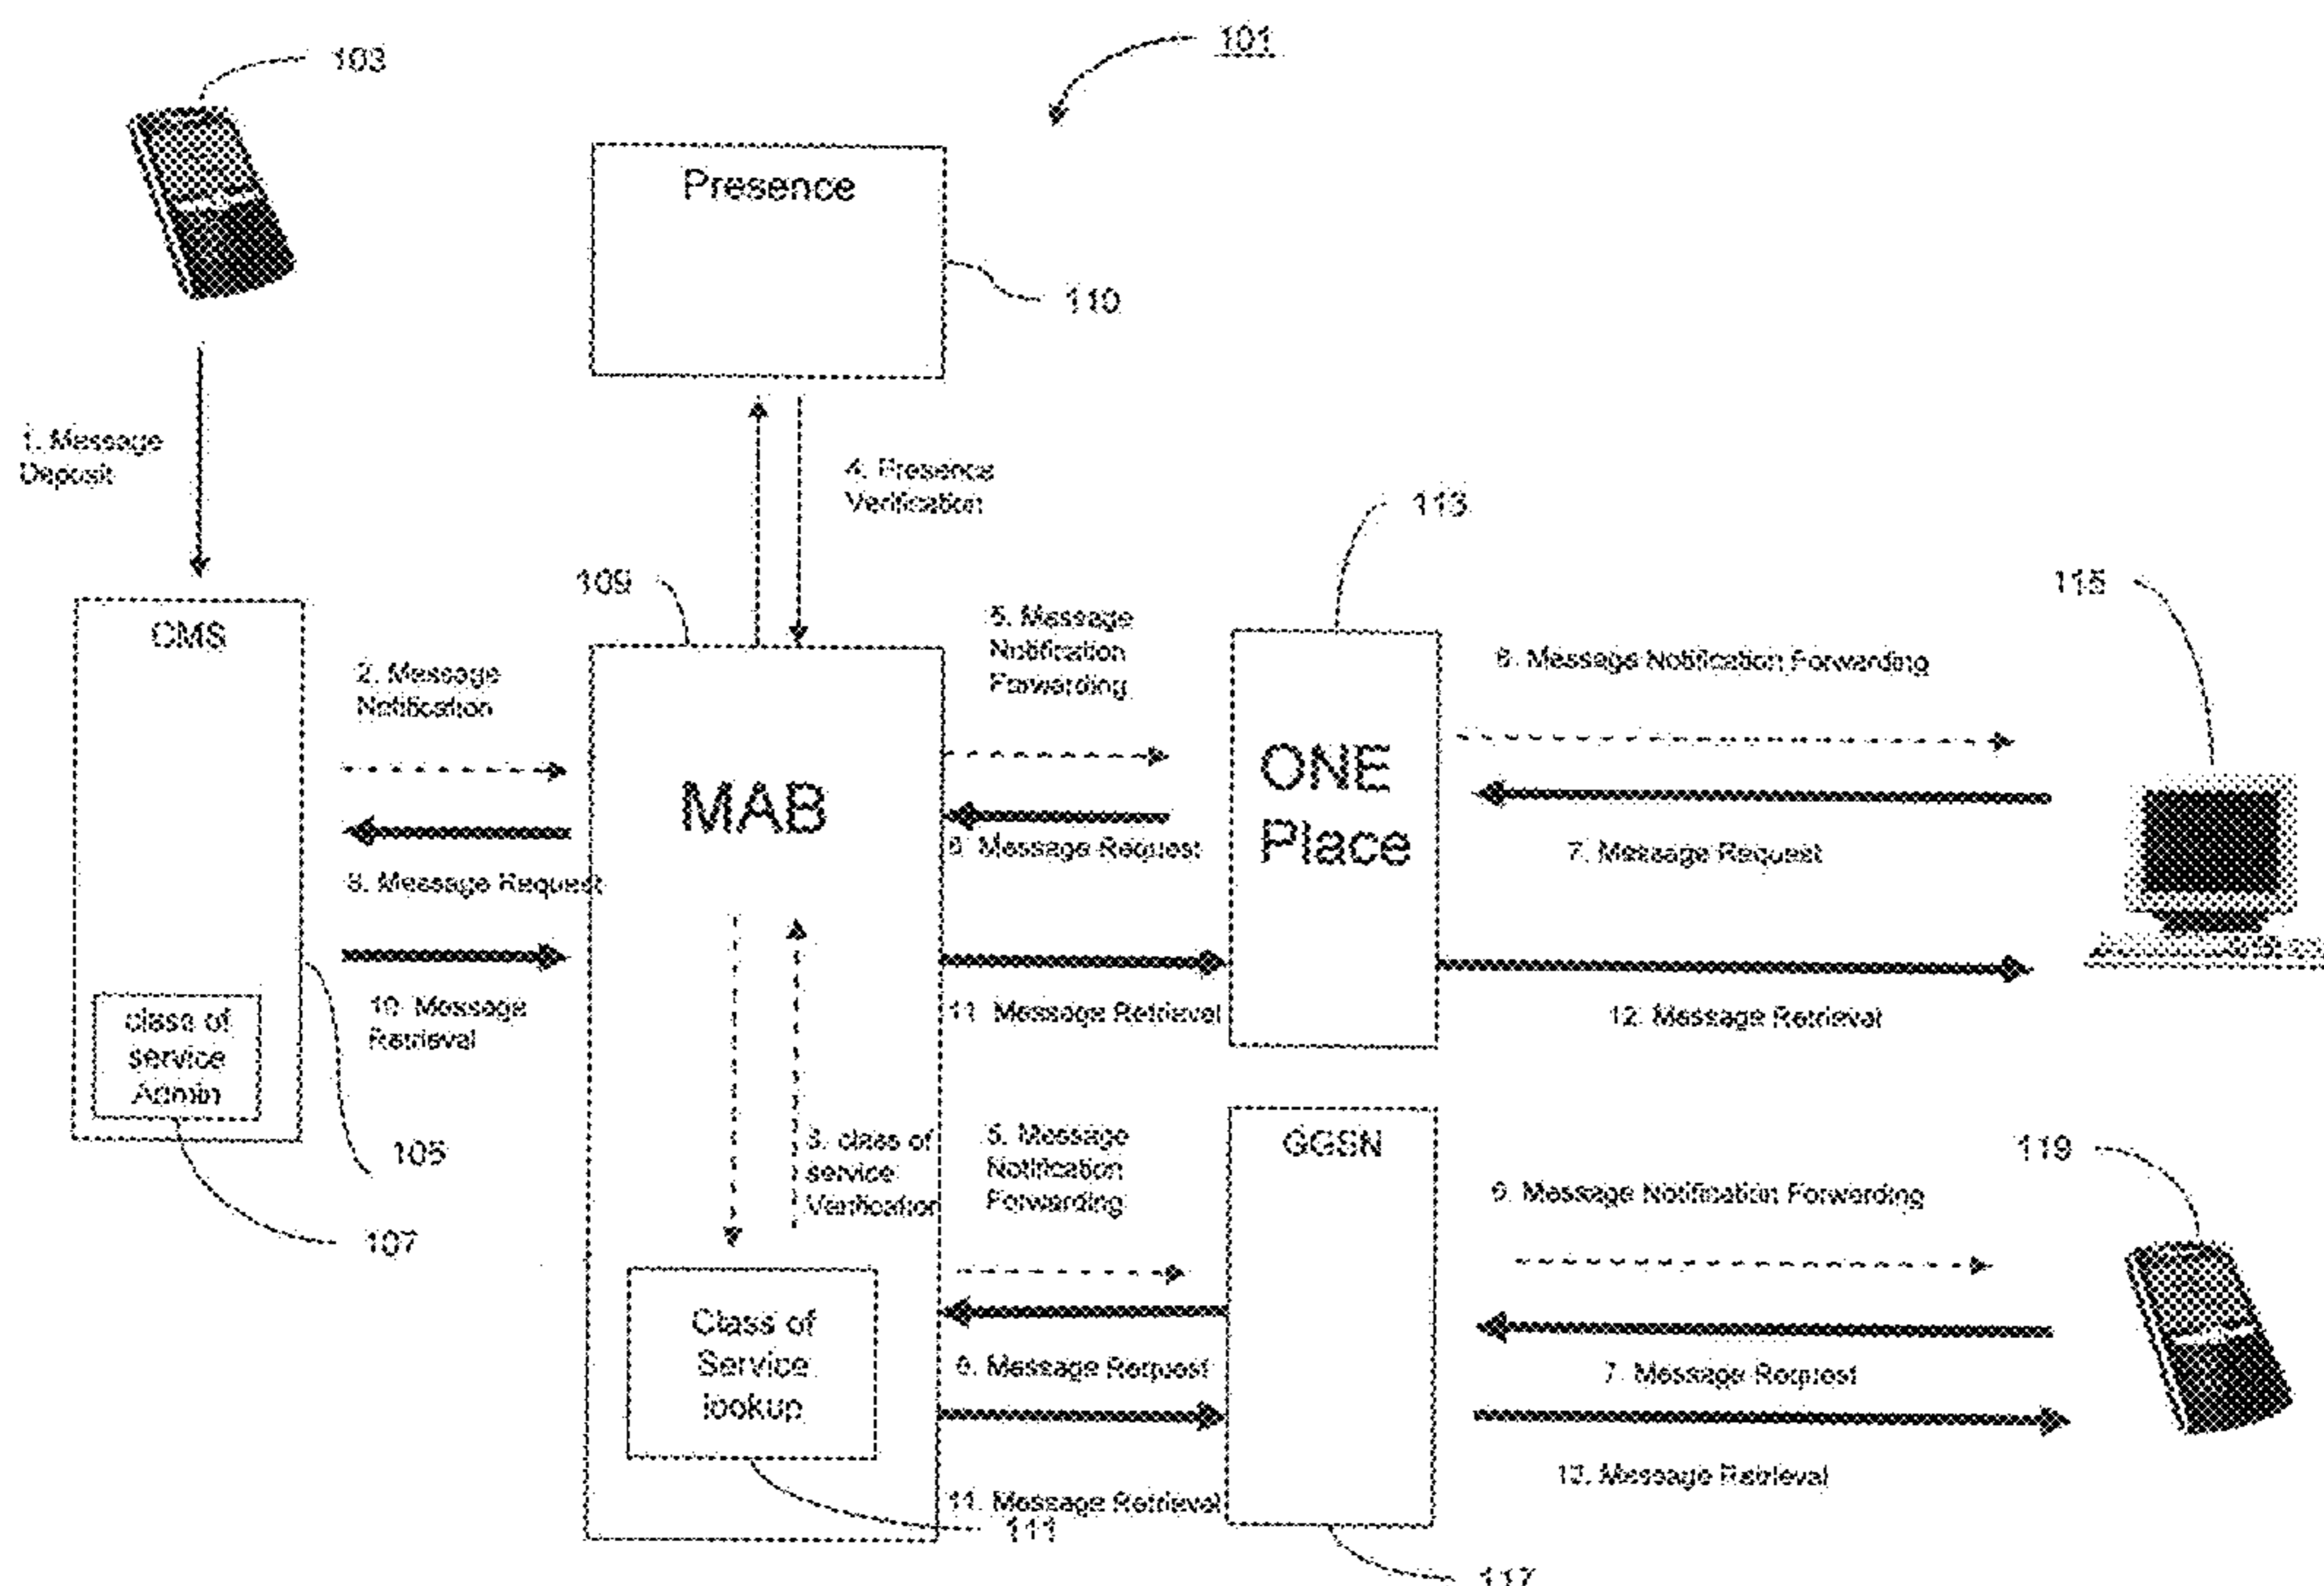 103
101
Presence
110
1. Message
Deposit
4. Presence
Verification
113
109
115
CMS
2. Message
Notification
5. Message
Notification
Forwarding
6. Message Notification Forwarding
MAB
ONE
Place
Message Request
Message Request
7. Message Request
10. Message
Retrieval
11. Message Retrieval
12. Message Retrieval
class of
service
Admin
105
107
3. class of
service
Verification
5. Message
Notification
Forwarding
GGSN
6. Message Notification Forwarding
119
Class of
Service
lookup
Message Request
7. Message Request
11. Message Retrieval
12. Message Retrieval
111
117